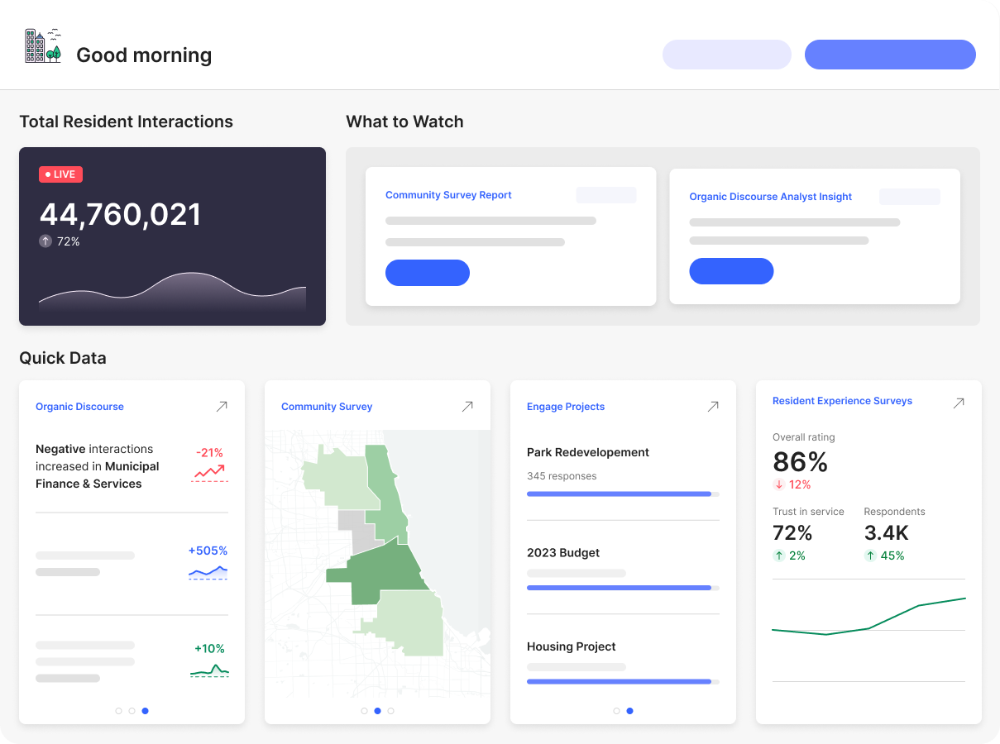 Good morning
Total Resident Interactions
What to Watch
LIVE
44,760,021
72%
Community Survey Report
Organic Discourse Analyst Insight
Quick Data
Organic Discourse
Negative interactions
increased in Municipal
Finance & Services
-21%
+505%
+10%
Community Survey
Engage Projects
Park Redevelopement
345 responses
2023 Budget
Housing Project
Resident Experience Surveys
Overall rating
86%
12%
Trust in service
72%
2%
Respondents
3.4K
45%